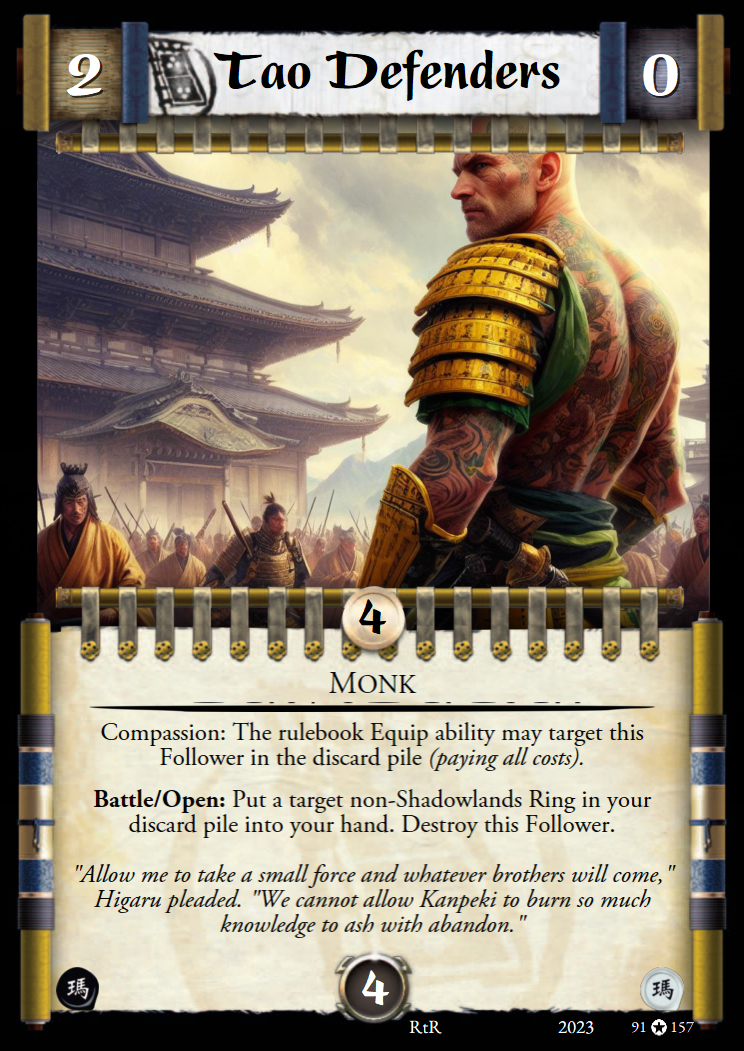 2
Tao Defenders
0
4
Monk
Compassion: The rulebook Equip ability may target this
Follower in the discard pile (paying all costs).
Battle/Open: Put a target non-Shadowlands Ring in your
discard pile into your hand. Destroy this Follower.
"Allow me to take a small force and whatever brothers will come,"
Higaru pleaded. "We cannot allow Kanpeki to burn so much
knowledge to ash with abandon."
瑪
4
瑪
RtR
2023
91 ✪ 157